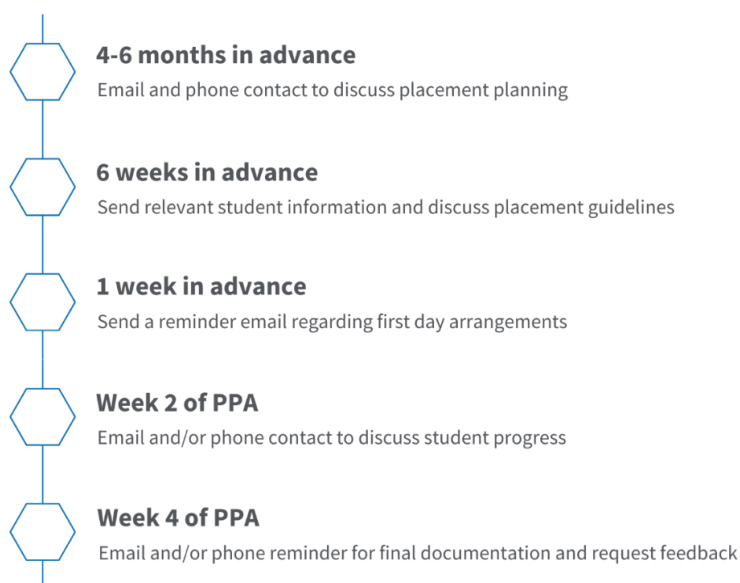 4-6 months in advance
Email and phone contact to discuss placement planning
6 weeks in advance
Send relevant student information and discuss placement guidelines
1 week in advance
Send a reminder email regarding first day arrangements
Week 2 of PPA
Email and/or phone contact to discuss student progress
Week 4 of PPA
Email and/or phone reminder for final documentation and request feedback